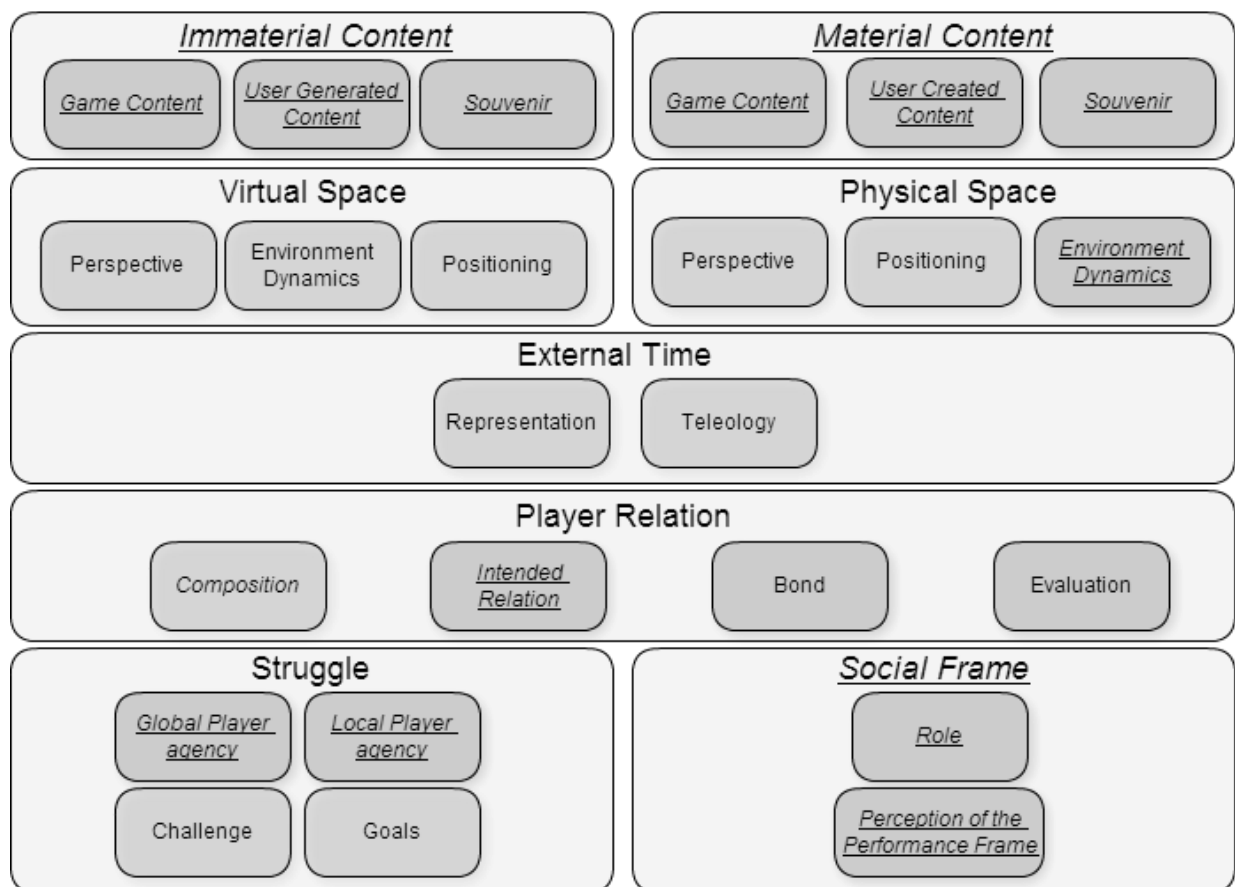 Immaterial Content
Game Content
User Generated
Content
Souvenir
Material Content
Game Content
User Created
Content
Souvenir
Virtual Space
Perspective
Environment
Dynamics
Positioning
Physical Space
Perspective
Positioning
Environment
Dynamics
External Time
Representation
Teleology
Player Relation
Composition
Intended
Relation
Bond
Evaluation
Struggle
Global Player
agency
Local Player
agency
Challenge
Goals
Social Frame
Role
Perception of the
Performance Frame